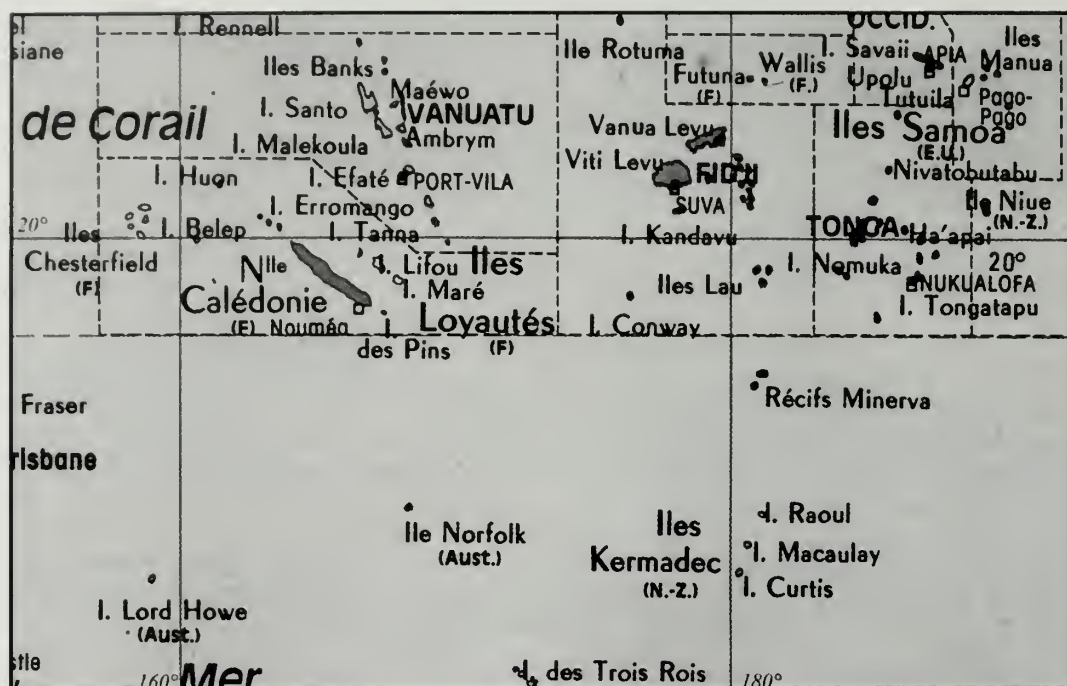 I. Rennell
OCCID.
siane
Ile Rotuma
I. Savaii
APIA
Iles
Manua
Iles Banks
Wallis
(F.)
Futuna
(F)
Upolu
Tutuila
Pago-
Pago
Maéwo
de Corail
I. Santo
VANUATU
Ambrym
Vanua Levu
Iles Samoa
(E.U.)
I. Malekoula
Viti Levu
FIDJI
Nivatobutabu
I. Huon
I. Efaté
PORT-VILA
SUVA
Ile Niue
(N.-Z.)
I. Erromango
20°
Iles
Chesterfield
(F)
I. Belep
I. Tanna
I. Kandavu
TONGA
Ha'apai
20°
Nlle
Calédonie
(F) Nouméa
I. Lifou
I. Maré
Iles
Loyautés
(F)
Iles Lau
I. Nomuka
NUKUALOFA
I. Tongatapu
I. Conway
I.
des Pins
Fraser
Récifs Minerva
risbane
Ile Norfolk
(Aust.)
Iles
Kermadec
(N.-Z.)
I. Raoul
I. Macaulay
I. Curtis
I. Lord Howe
(Aust.)
stle
160°
Mer
I. des Trois Rois
180°